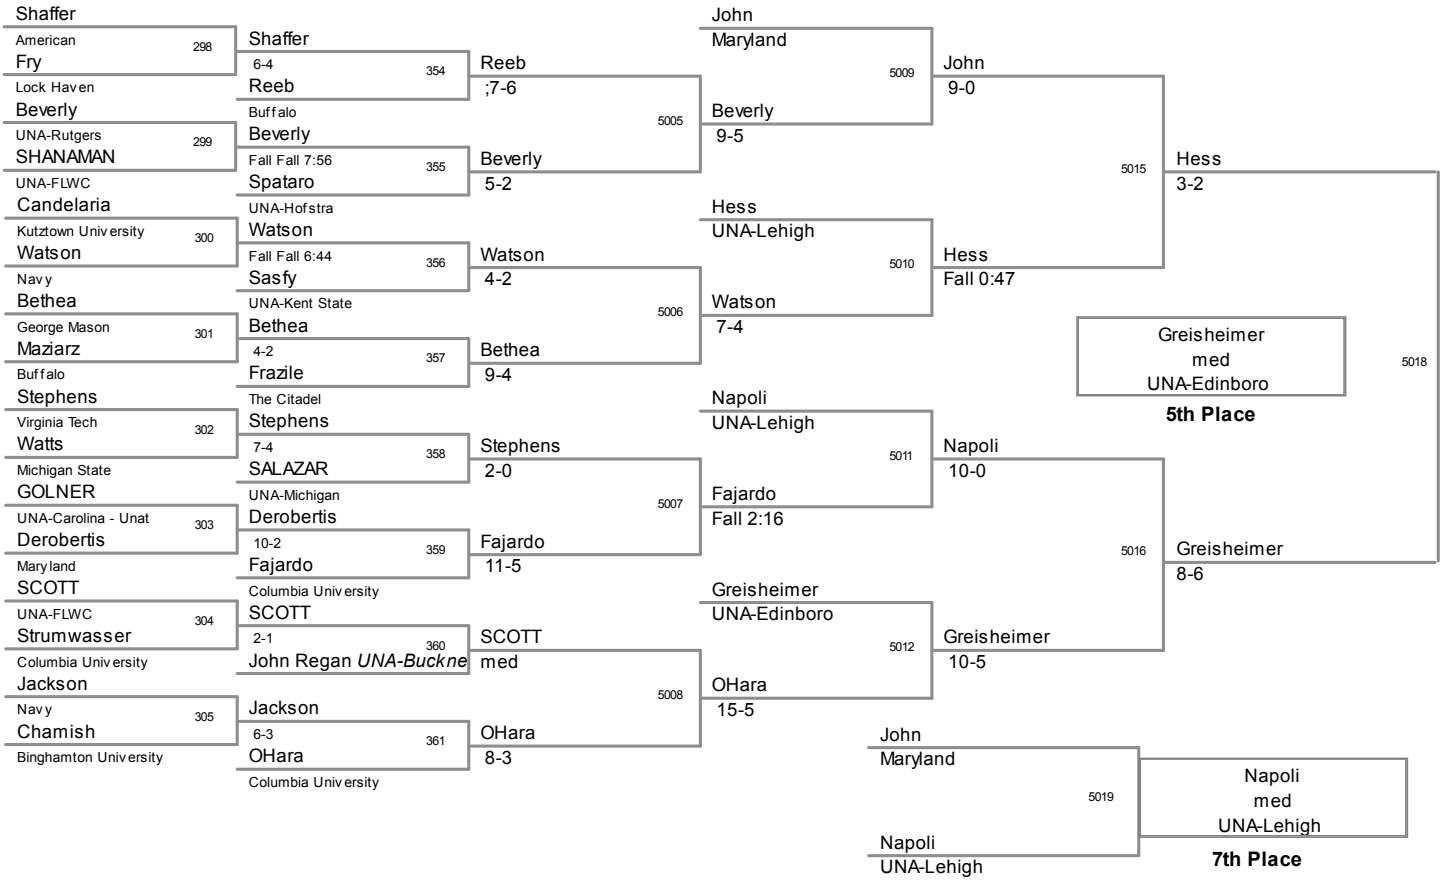 Shaffer
American
298
Fry
Lock Haven
Beverly
UNA-Rutgers
299
SHANAMAN
UNA-FLWC
Candelaria
Kutztown University
300
Watson
Navy
Bethea
George Mason
301
Maziarz
Buffalo
Stephens
Virginia Tech
302
Watts
Michigan State
GOLNER
UNA-Carolina - Unat
303
Derobertis
Maryland
SCOTT
UNA-FLWC
304
Strumwasser
Columbia University
Jackson
Navy
305
Chamish
Binghamton University
Shaffer
6-4
354
Reeb
Buffalo
Beverly
Fall Fall 7:56
355
Spataro
UNA-Hofstra
Watson
Fall Fall 6:44
356
Sasfy
UNA-Kent State
Bethea
4-2
357
Frazile
The Citadel
Stephens
7-4
358
SALAZAR
UNA-Michigan
Derobertis
10-2
359
Fajardo
Columbia University
SCOTT
2-1
360
John Regan UNA-Buckne
Jackson
6-3
361
OHara
Columbia University
Reeb
;7-6
5005
Beverly
5-2
Watson
4-2
5006
Bethea
9-4
Stephens
2-0
5007
Fajardo
11-5
SCOTT
med
5008
OHara
8-3
John
Maryland
5009
Beverly
9-5
Hess
UNA-Lehigh
5010
Watson
7-4
Napoli
UNA-Lehigh
5011
Fajardo
Fall 2:16
Greisheimer
UNA-Edinboro
5012
OHara
15-5
John
9-0
5015
Hess
Fall 0:47
Napoli
10-0
5016
Greisheimer
10-5
Hess
3-2
5018
Greisheimer
8-6
Greisheimer
med
UNA-Edinboro
5th Place
John
Maryland
5019
Napoli
UNA-Lehigh
Napoli
med
UNA-Lehigh
7th Place